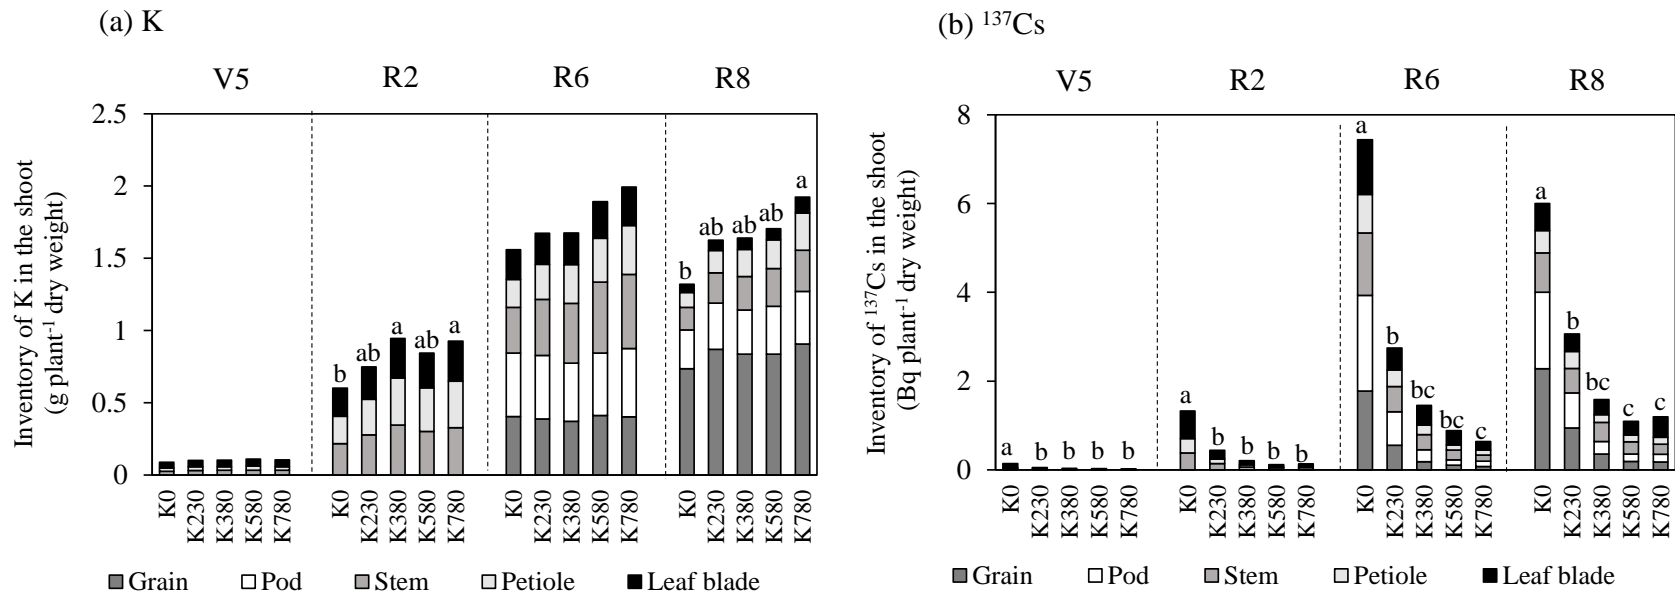 (a) K
V5 R2 R6 R8
Inventory of K in the shoot
(g plant⁻¹ dry weight)
2.5
2
1.5
1
0.5
0
b ab a ab a
b ab ab ab a
K0 K230 K380 K580 K780 K0 K230 K380 K580 K780 K0 K230 K380 K580 K780 K0 K230 K380 K580 K780
Grain Pod Stem Petiole Leaf blade
(b) ¹³⁷Cs
V5 R2 R6 R8
Inventory of ¹³⁷Cs in the shoot
(Bq plant⁻¹ dry weight)
8
6
4
2
0
a b b b b
a b b b b
a b bc bc c
a b bc c c
K0 K230 K380 K580 K780 K0 K230 K380 K580 K780 K0 K230 K380 K580 K780 K0 K230 K380 K580 K780
Grain Pod Stem Petiole Leaf blade